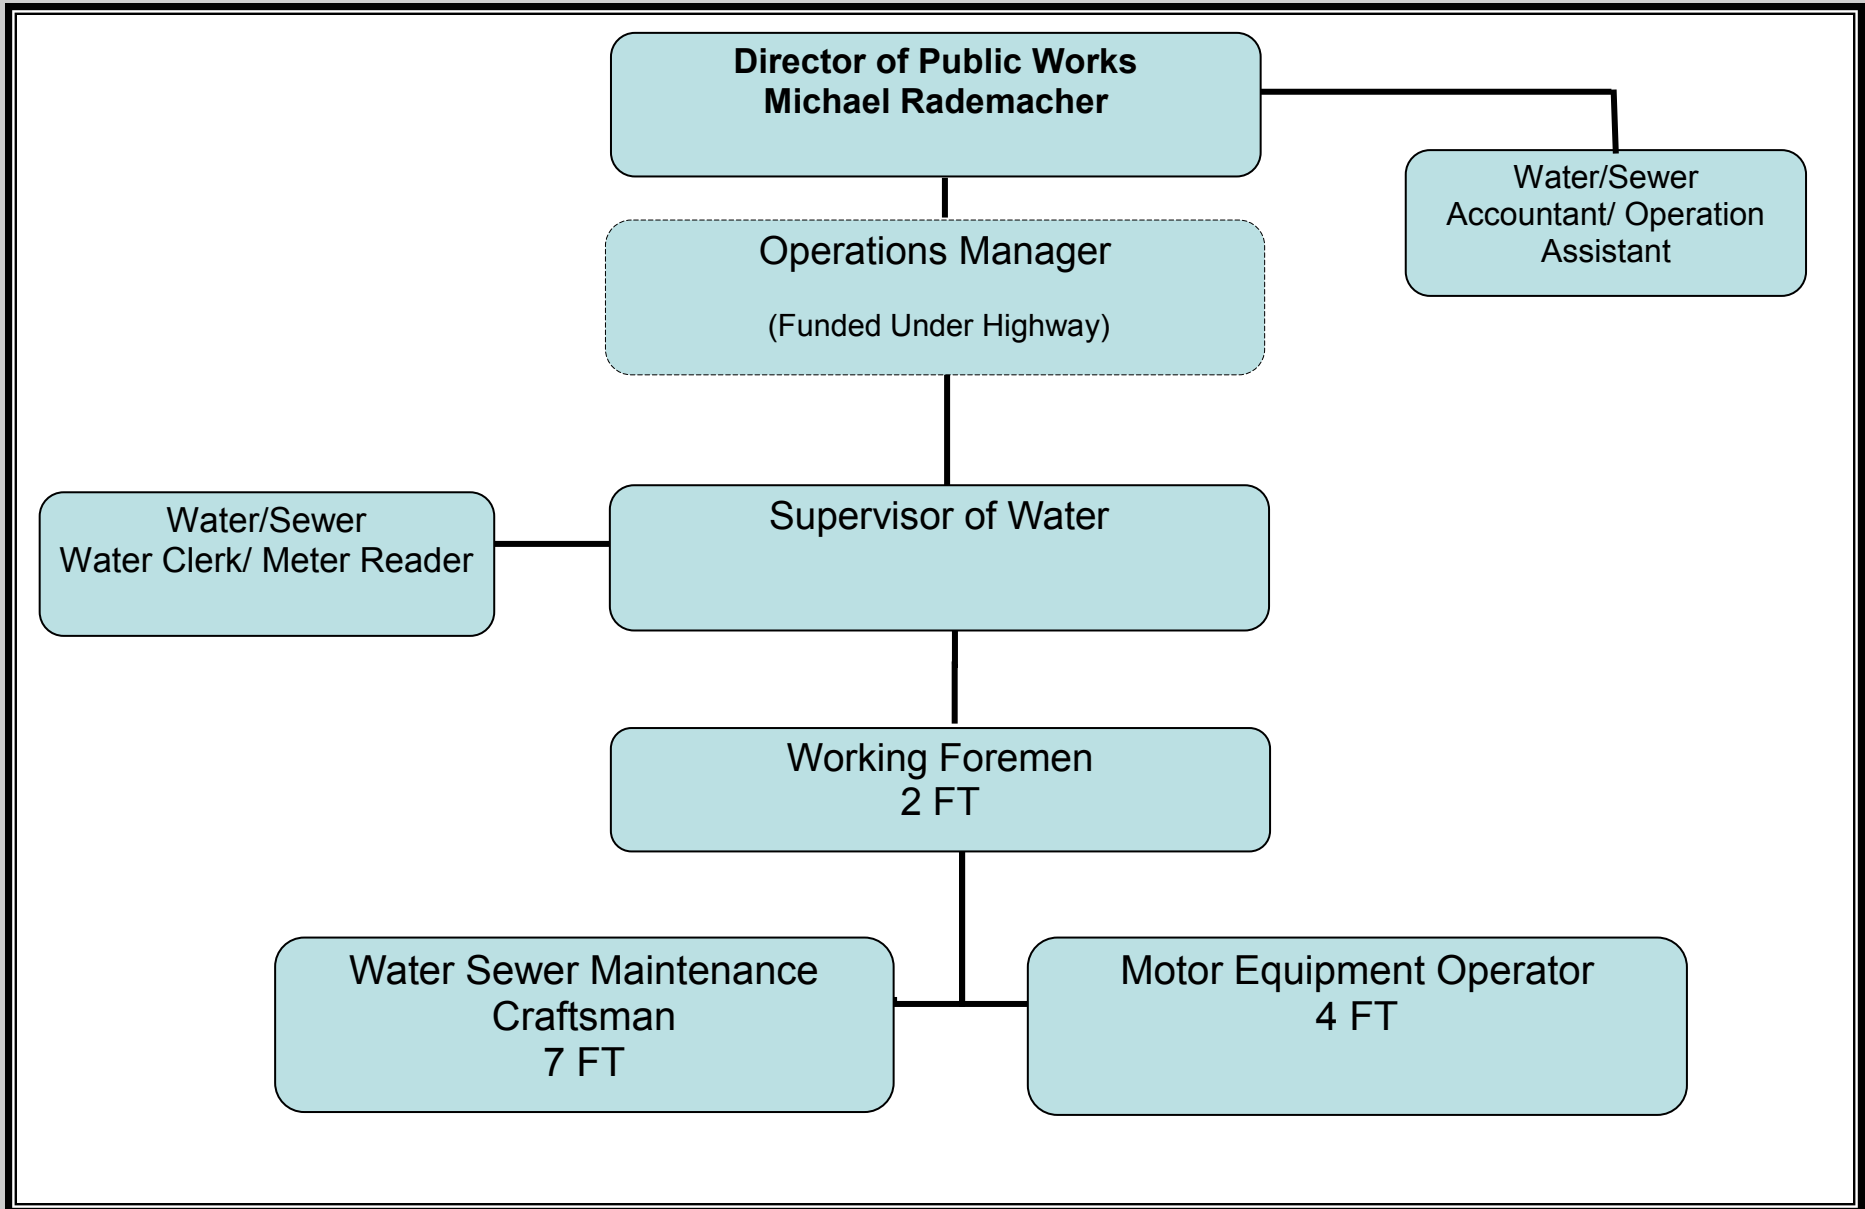 Director of Public Works
Michael Rademacher
Water/Sewer
Accountant/ Operation
Assistant
Operations Manager
(Funded Under Highway)
Water/Sewer
Water Clerk/ Meter Reader
Supervisor of Water
Working Foremen
2 FT
Water Sewer Maintenance
Craftsman
7 FT
Motor Equipment Operator
4 FT